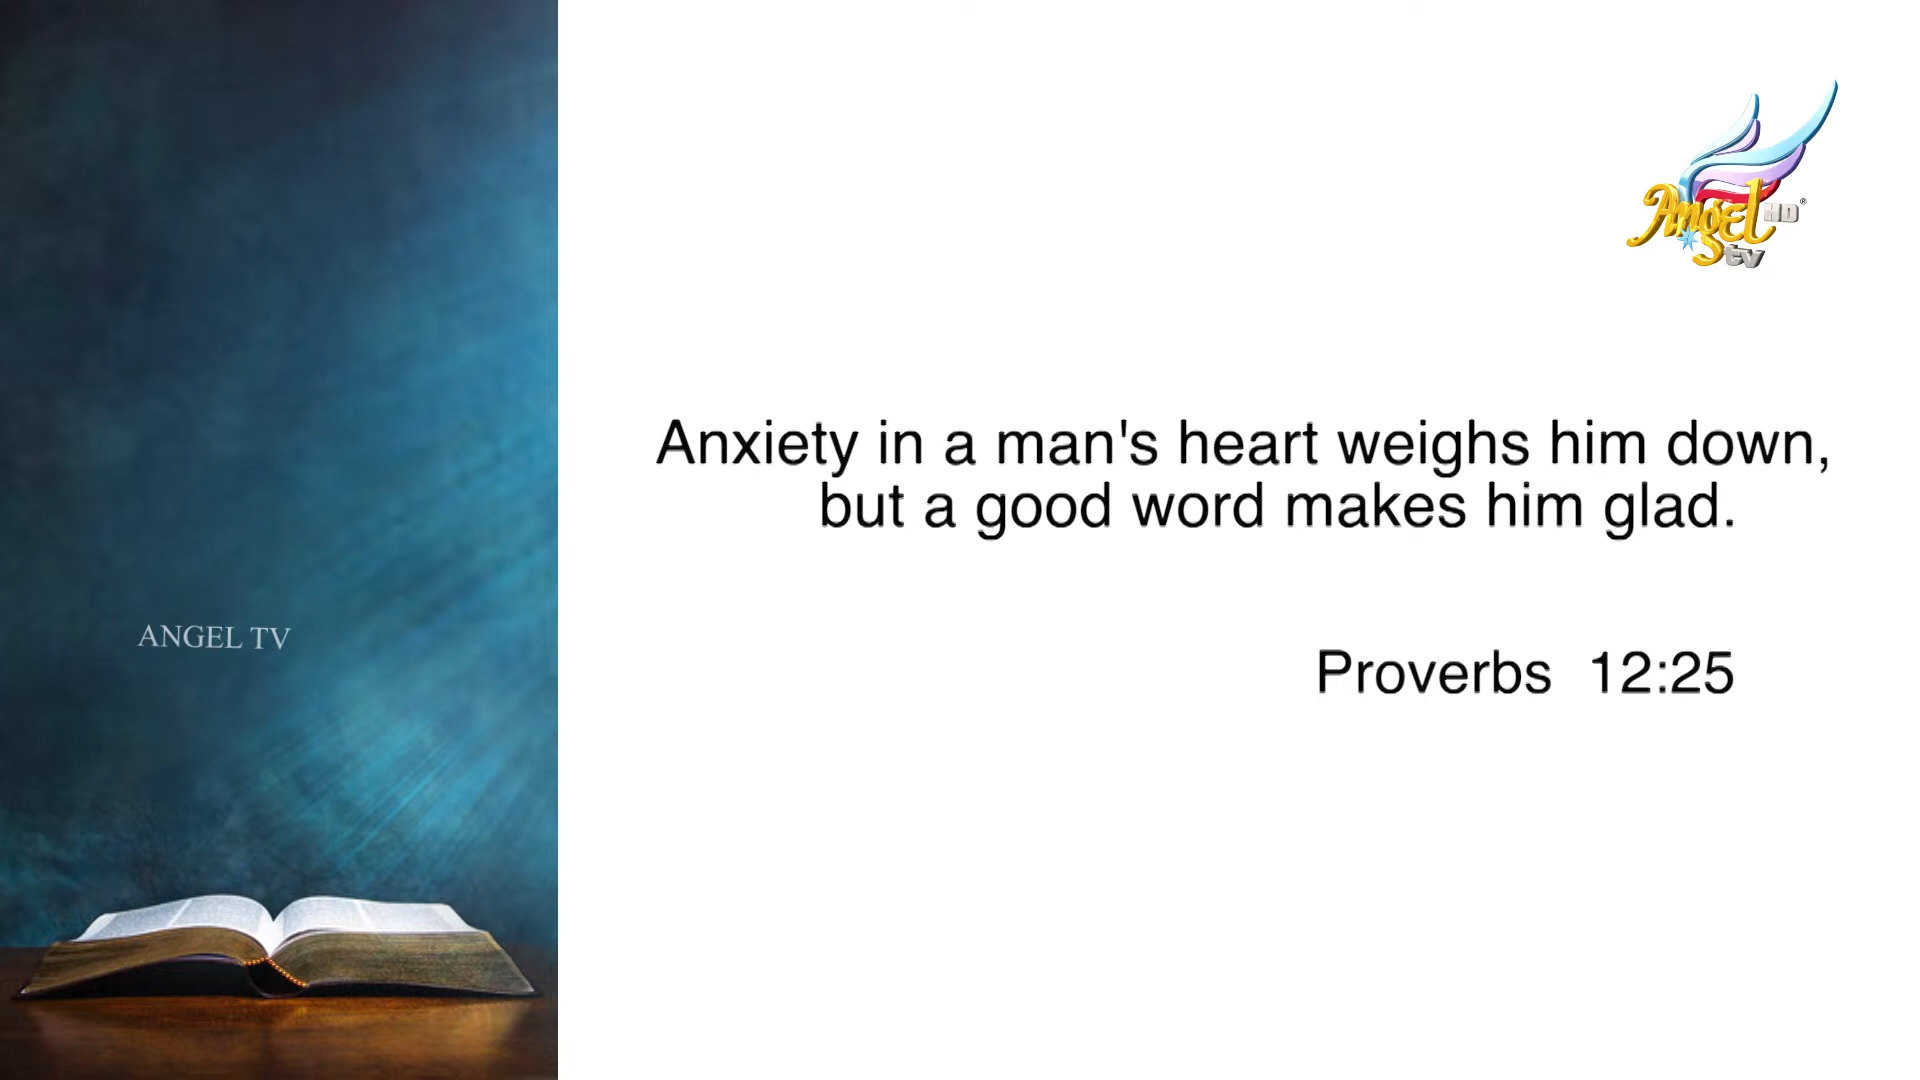 Angel HD®
tv
Anxiety in a man's heart weighs him down,
but a good word makes him glad.
ANGEL TV
Proverbs 12:25